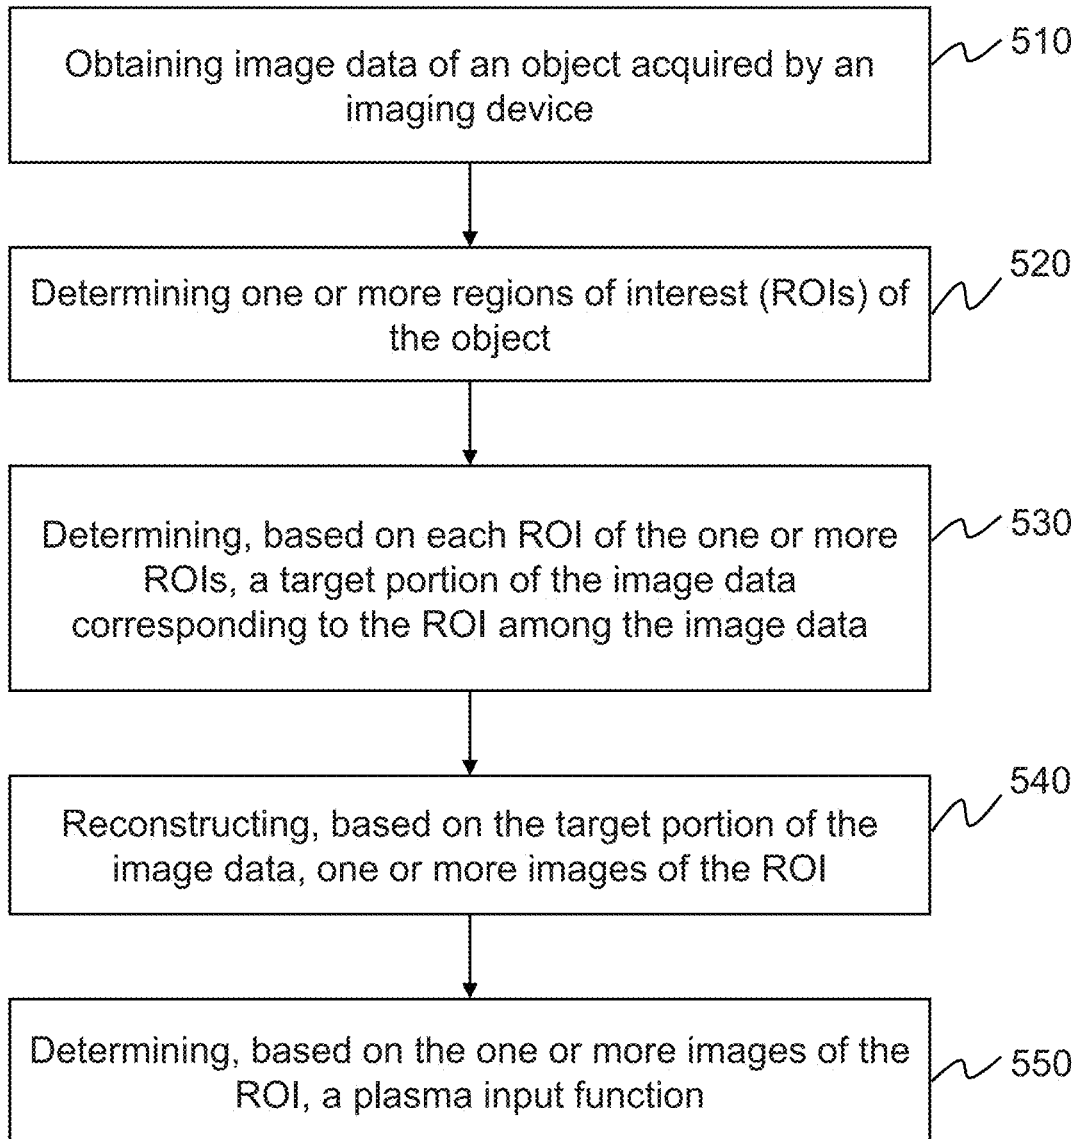 Obtaining image data of an object acquired by an
imaging device
510
Determining one or more regions of interest (ROIs) of
the object
520
Determining, based on each ROI of the one or more
ROIs, a target portion of the image data
corresponding to the ROI among the image data
530
Reconstructing, based on the target portion of the
image data, one or more images of the ROI
540
Determining, based on the one or more images of the
ROI, a plasma input function
550